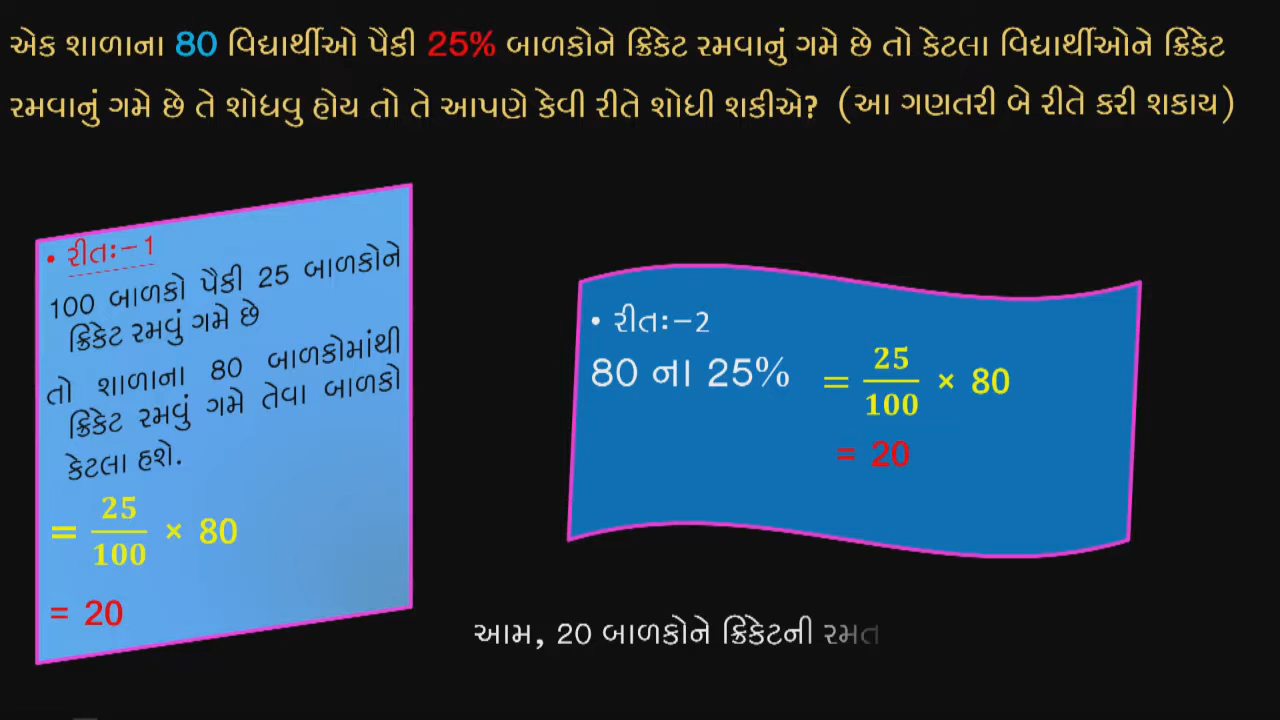 એક શાળાના 80 વિદ્યાર્થીઓ પૈકી 25% બાળકોને ક્રિકેટ રમવાનું ગમે છે તો કેટલા વિદ્યાર્થીઓને ક્રિકેટ
રમવાનું ગમે છે તે શોધવુ હોય તો તે આપણે કેવી રીતે શોધી શકીએ? (આ ગણતરી બે રીતે કરી શકાય)
• રીતઃ-1
100 બાળકો પૈકી 25 બાળકોને
ક્રિકેટ રમવું ગમે છે
તો શાળાના 80 બાળકોમાંથી
ક્રિકેટ રમવું ગમે તેવા બાળકો
કેટલા હશે.
= 25/100 × 80
= 20
• રીતઃ-2
80 ના 25% = 25/100 × 80
= 20
આમ, 20 બાળકોને ક્રિકેટની રમત